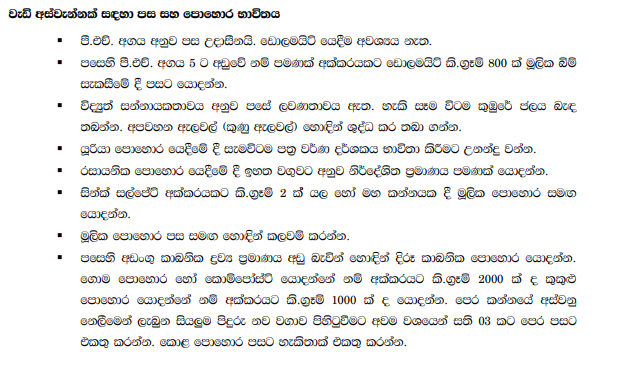 වැඩි අස්වැන්නක් සඳහා පස සහ පොහොර භාවිතය
▪ පී.එච්. අගය අනුව පස උදාසීනයි. ඩොලමයිට් යෙදීම අවශ්‍යය නැත.
▪ පසෙහි පී.එච්. අගය 5 ට අඩුවේ නම් පමණක් අක්කරයකට ඩොලමයිට් කි.ග්‍රෑම් 800 ක් මූලික බිම්
සැකසීමේ දී පසට යොදන්න.
▪ විද්‍යුත් සන්නායකතාවය අනුව පසේ ලවණතාවය ඇත. හැකි සෑම විටම කුඹුරේ ජලය බැඳ
තබන්න. අපවහන ඇලවල් (කුණු ඇලවල්) හොඳින් ශුද්ධ කර තබා ගන්න.
▪ යූරියා පොහොර යෙදීමේ දී සැමවිටම පත්‍ර වර්ණ දර්ශකය භාවිතා කිරීමට උනන්දු වන්න.
▪ රසායනික පොහොර යෙදීමේ දී ඉහත වගුවට අනුව නිර්දේශිත ප්‍රමාණය පමණක් යොදන්න.
▪ සින්ක් සල්පේට් අක්කරයකට කි.ග්‍රෑම් 2 ක් යල හෝ මහ කන්නයක දී මූලික පොහොර සමඟ
යොදන්න.
▪ මූලික පොහොර පස සමඟ හොඳින් කලවම් කරන්න.
▪ පසෙහි අඩංගු කාබනික ද්‍රව්‍ය ප්‍රමාණය අඩු බැවින් හොඳින් දිරූ කාබනික පොහොර යොදන්න.
ගොම පොහොර හෝ කොම්පෝස්ට් යොදන්නේ නම් අක්කරයට කි.ග්‍රෑම් 2000 ක් ද කුකුළු
පොහොර යොදන්නේ නම් අක්කරයට කි.ග්‍රෑම් 1000 ක් ද යොදන්න. පෙර කන්නයේ අස්වනු
නෙලීමෙන් ලැබුන සියලුම පිදුරු නව වගාව පිහිටුවීමට අවම වශයෙන් සති 03 කට පෙර පසට
එකතු කරන්න. කොළ පොහොර පසට හැකිතාක් එකතු කරන්න.